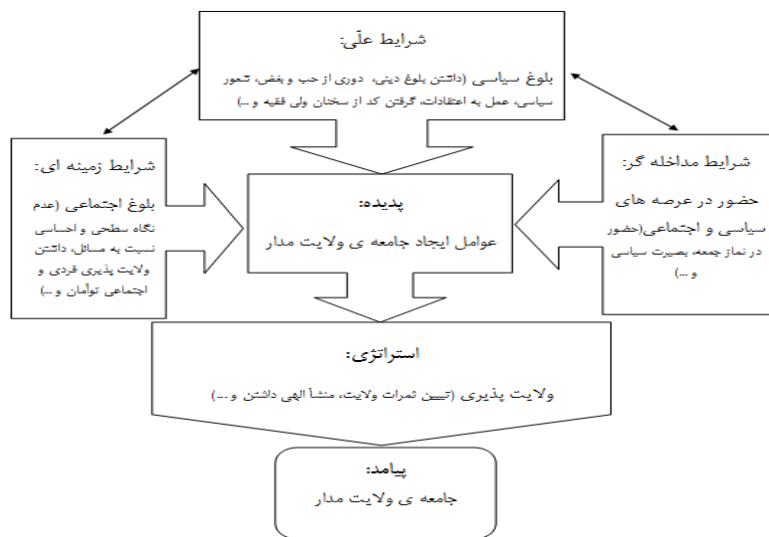 شرایط علّی:
بلوغ سیاسی (داشتن بلوغ دینی، دوری از حب و بغض، شعور
سیاسی، عمل به اعتقادات، گرفتن کد از سخنان ولی فقیه و ...)
شرایط مداخله گر:
حضور در عرصه های
سیاسی و اجتماعی(حضور
در نماز جمعه، بصیرت سیاسی
و ...)
شرایط زمینه ای:
بلوغ اجتماعی (عدم
نگاه سطحی و احساسی
نسبت به مسائل، داشتن
ولایت پذیری فردی و
اجتماعی توأمان و ...)
پدیده:
عوامل ایجاد جامعه ی ولایت مدار
استراتژی:
ولایت پذیری (تبیین ثمرات ولایت، منشأ الهی داشتن و ...)
پیامد:
جامعه ی ولایت مدار